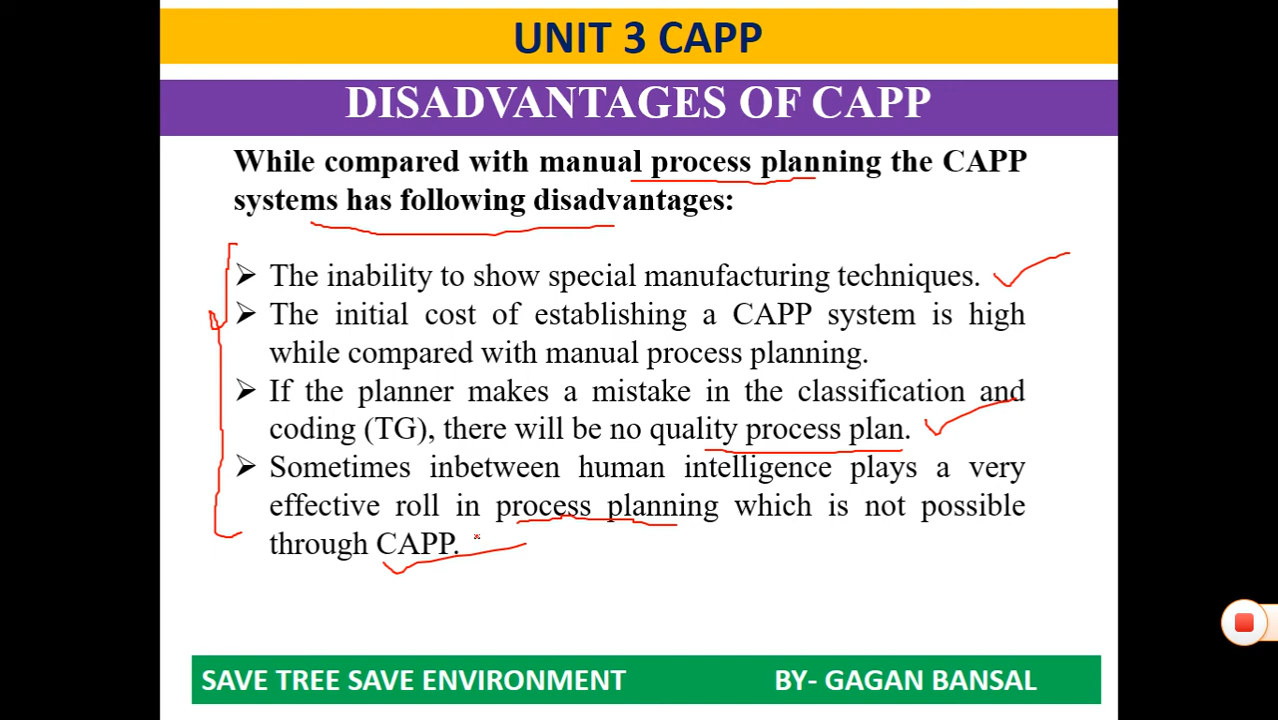 UNIT 3 CAPP
DISADVANTAGES OF CAPP
While compared with manual process planning the CAPP
systems has following disadvantages:
➢ The inability to show special manufacturing techniques.
➢ The initial cost of establishing a CAPP system is high
while compared with manual process planning.
➢ If the planner makes a mistake in the classification and
coding (TG), there will be no quality process plan.
➢ Sometimes inbetween human intelligence plays a very
effective roll in process planning which is not possible
through CAPP.
SAVE TREE SAVE ENVIRONMENT BY- GAGAN BANSAL